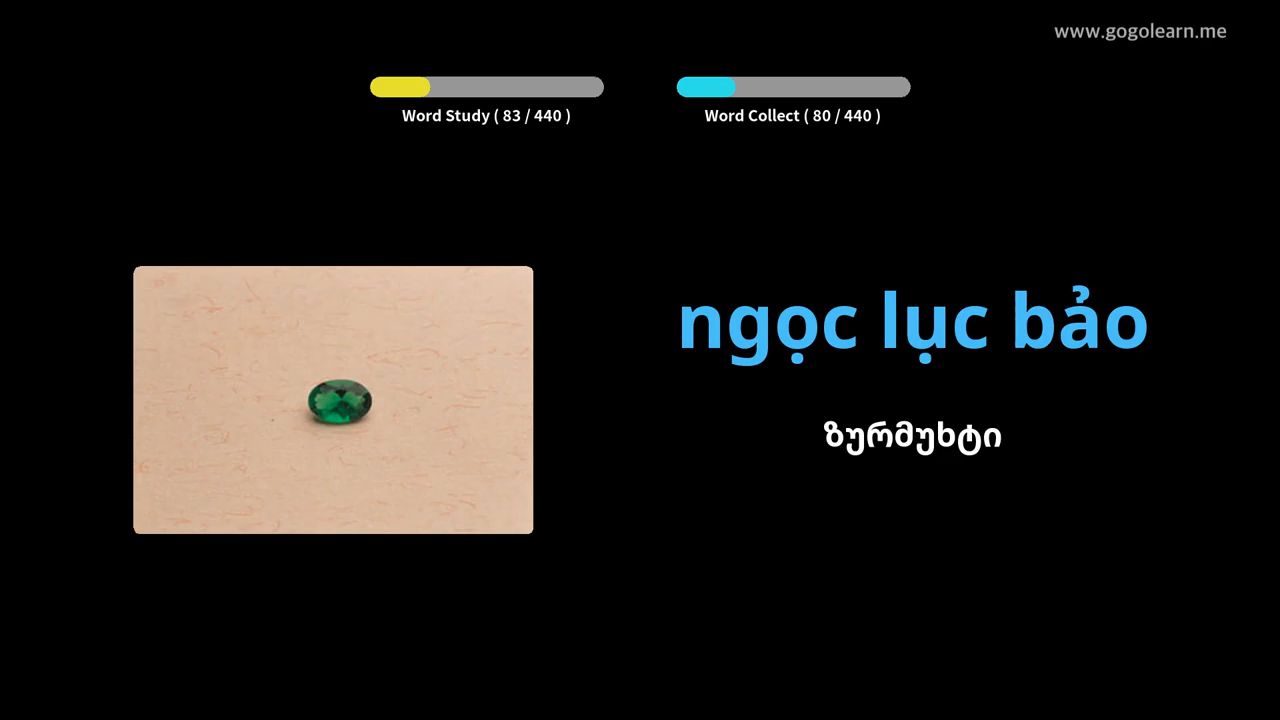 www.gogolearn.me
Word Study ( 83 / 440 )
Word Collect ( 80 / 440 )
ngọc lục bảo
ზურმუხტი